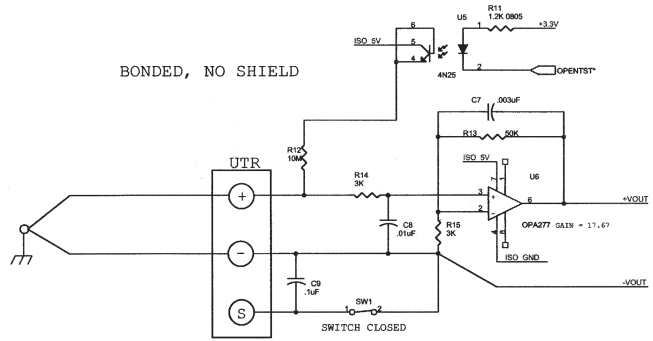 R11
1.2K 0805
U5
1
+3.3V
6
ISO 5V
5
4
4N25
2
OPENTST*
BONDED, NO SHIELD
C7
.003uF
R13
50K
R12
10M
UTR
ISO 5V
7
1
U6
R14
3K
+
3
+
6
+VOUT
2
-
OPA277 GAIN = 17.67
C8
.01uF
R15
3K
4
8
ISO GND
-
C9
.1uF
-VOUT
S
SW1
1
2
SWITCH CLOSED